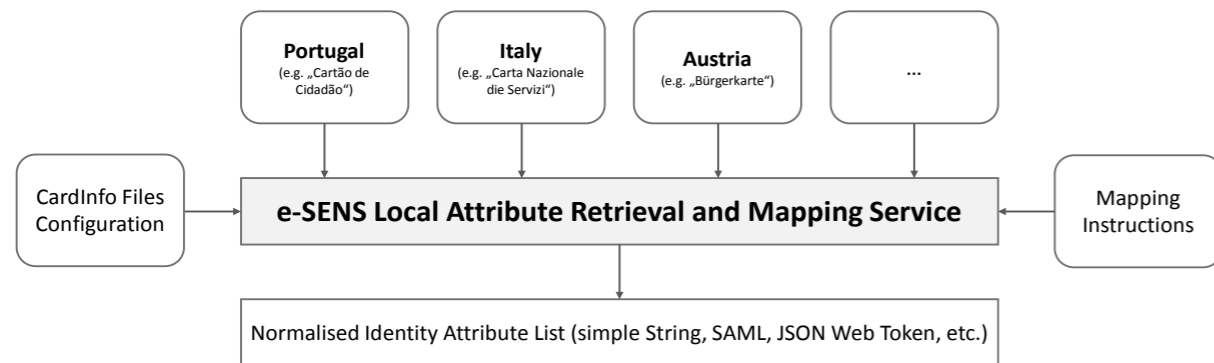 Portugal
(e.g. „Cartão de
Cidadão“)
Italy
(e.g. „Carta Nazionale
die Servizi“)
Austria
(e.g. „Bürgerkarte“)
...
CardInfo Files
Configuration
e-SENS Local Attribute Retrieval and Mapping Service
Mapping
Instructions
Normalised Identity Attribute List (simple String, SAML, JSON Web Token, etc.)